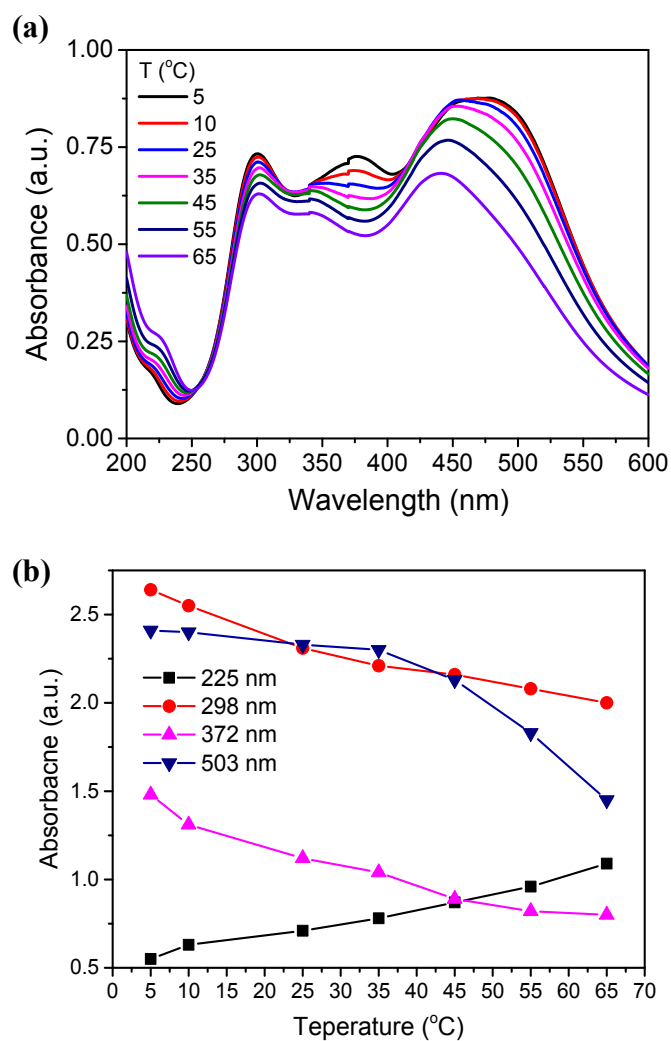 (a)
1.00
0.75
0.50
0.25
0.00
Absorbance (a.u.)
T (°C)
5
10
25
35
45
55
65
200 250 300 350 400 450 500 550 600
Wavelength (nm)
(b)
2.5
2.0
1.5
1.0
0.5
Absorbacne (a.u.)
225 nm
298 nm
372 nm
503 nm
0 5 10 15 20 25 30 35 40 45 50 55 60 65 70
Teperature (°C)